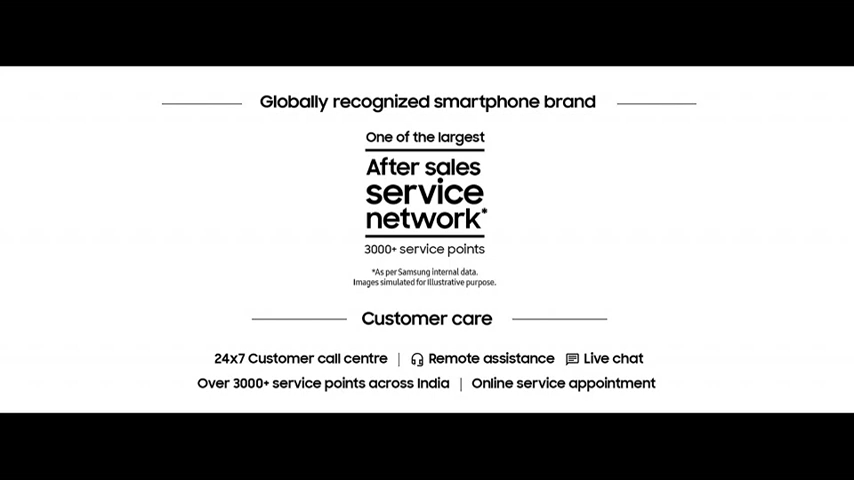 Globally recognized smartphone brand
One of the largest
After sales
service
network*
3000+ service points
*As per Samsung internal data.
Images simulated for Illustrative purpose.
Customer care
24x7 Customer call centre | Remote assistance Live chat
Over 3000+ service points across India | Online service appointment